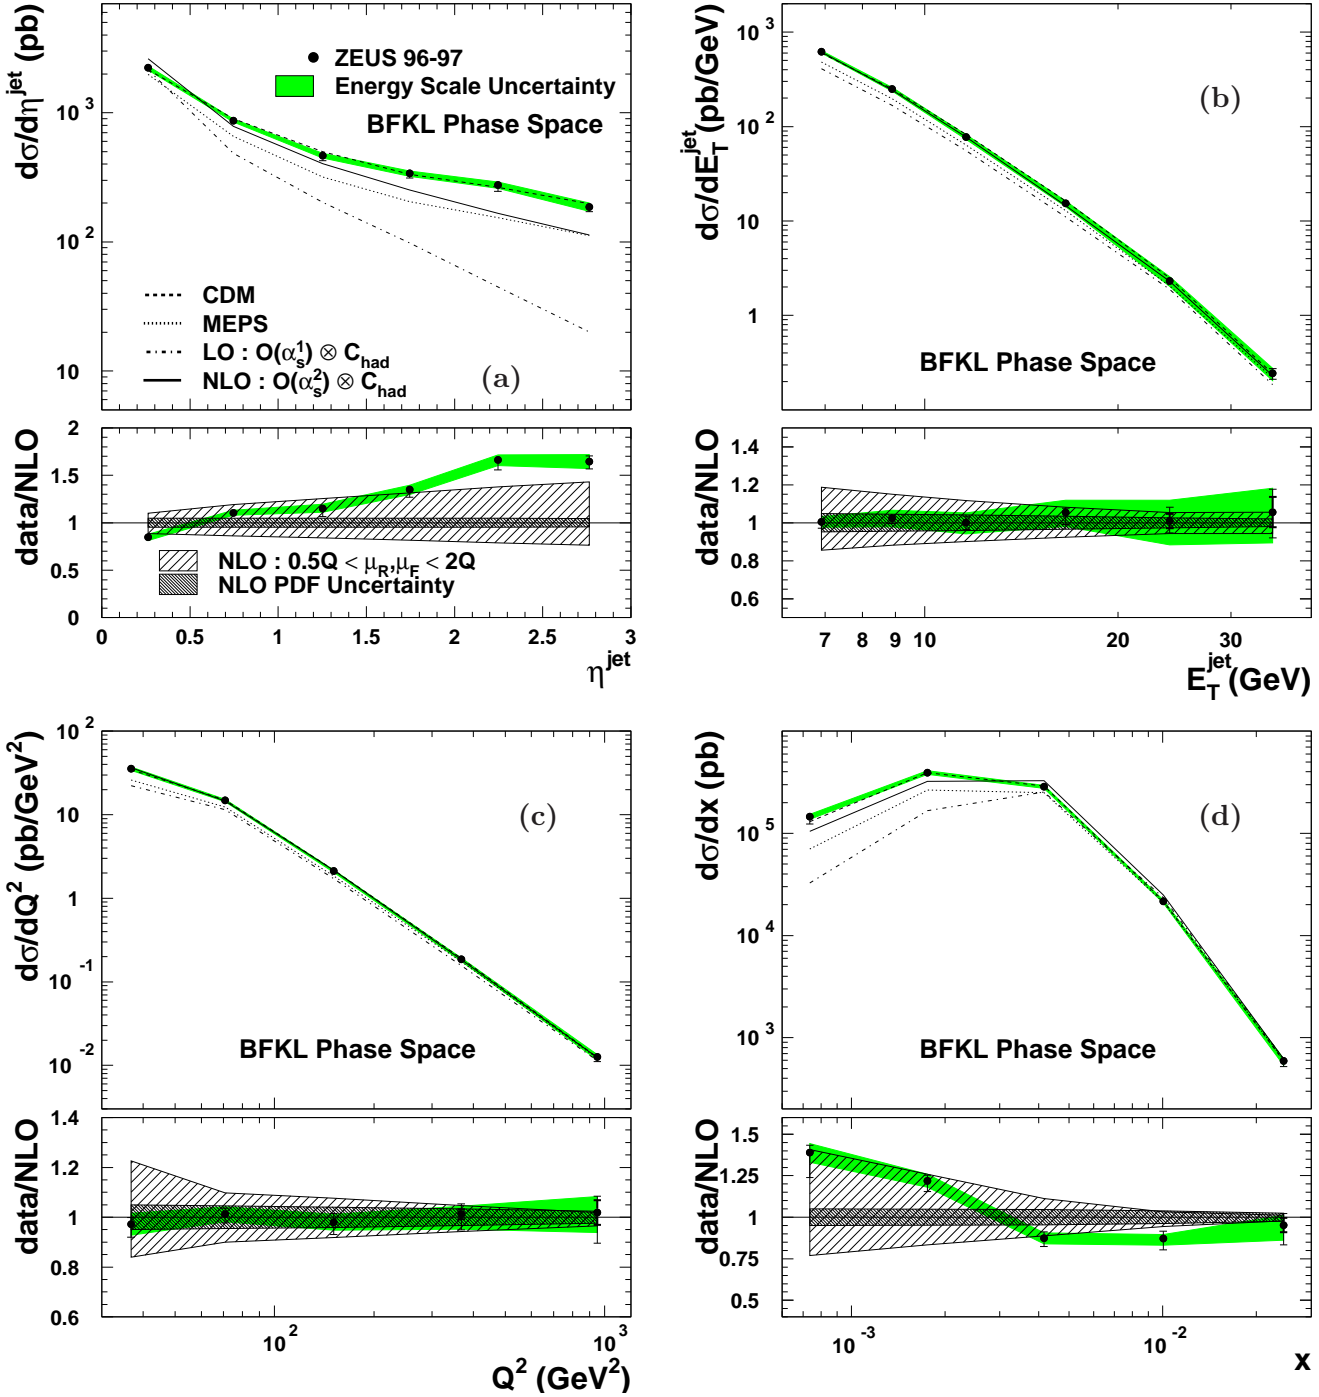 dσ/dη^jet (pb)
10^3
10^2
10
ZEUS 96-97
Energy Scale Uncertainty
BFKL Phase Space
CDM
MEPS
LO : O(α_s^1) ⊗ C_had
NLO : O(α_s^2) ⊗ C_had
(a)
data/NLO
2
1.5
1
0.5
0
NLO : 0.5Q < μ_R,μ_F < 2Q
NLO PDF Uncertainty
0 0.5 1 1.5 2 2.5 3
η^jet
dσ/dE_T^jet (pb/GeV)
10^3
10^2
10
1
(b)
BFKL Phase Space
data/NLO
1.4
1.2
1
0.8
0.6
7 8 9 10 20 30
E_T^jet (GeV)
dσ/dQ^2 (pb/GeV^2)
10^2
10
1
10^-1
10^-2
(c)
BFKL Phase Space
data/NLO
1.4
1.2
1
0.8
0.6
10^2 10^3
Q^2 (GeV^2)
dσ/dx (pb)
10^5
10^4
10^3
(d)
BFKL Phase Space
data/NLO
1.5
1.25
1
0.75
0.5
10^-3 10^-2
x